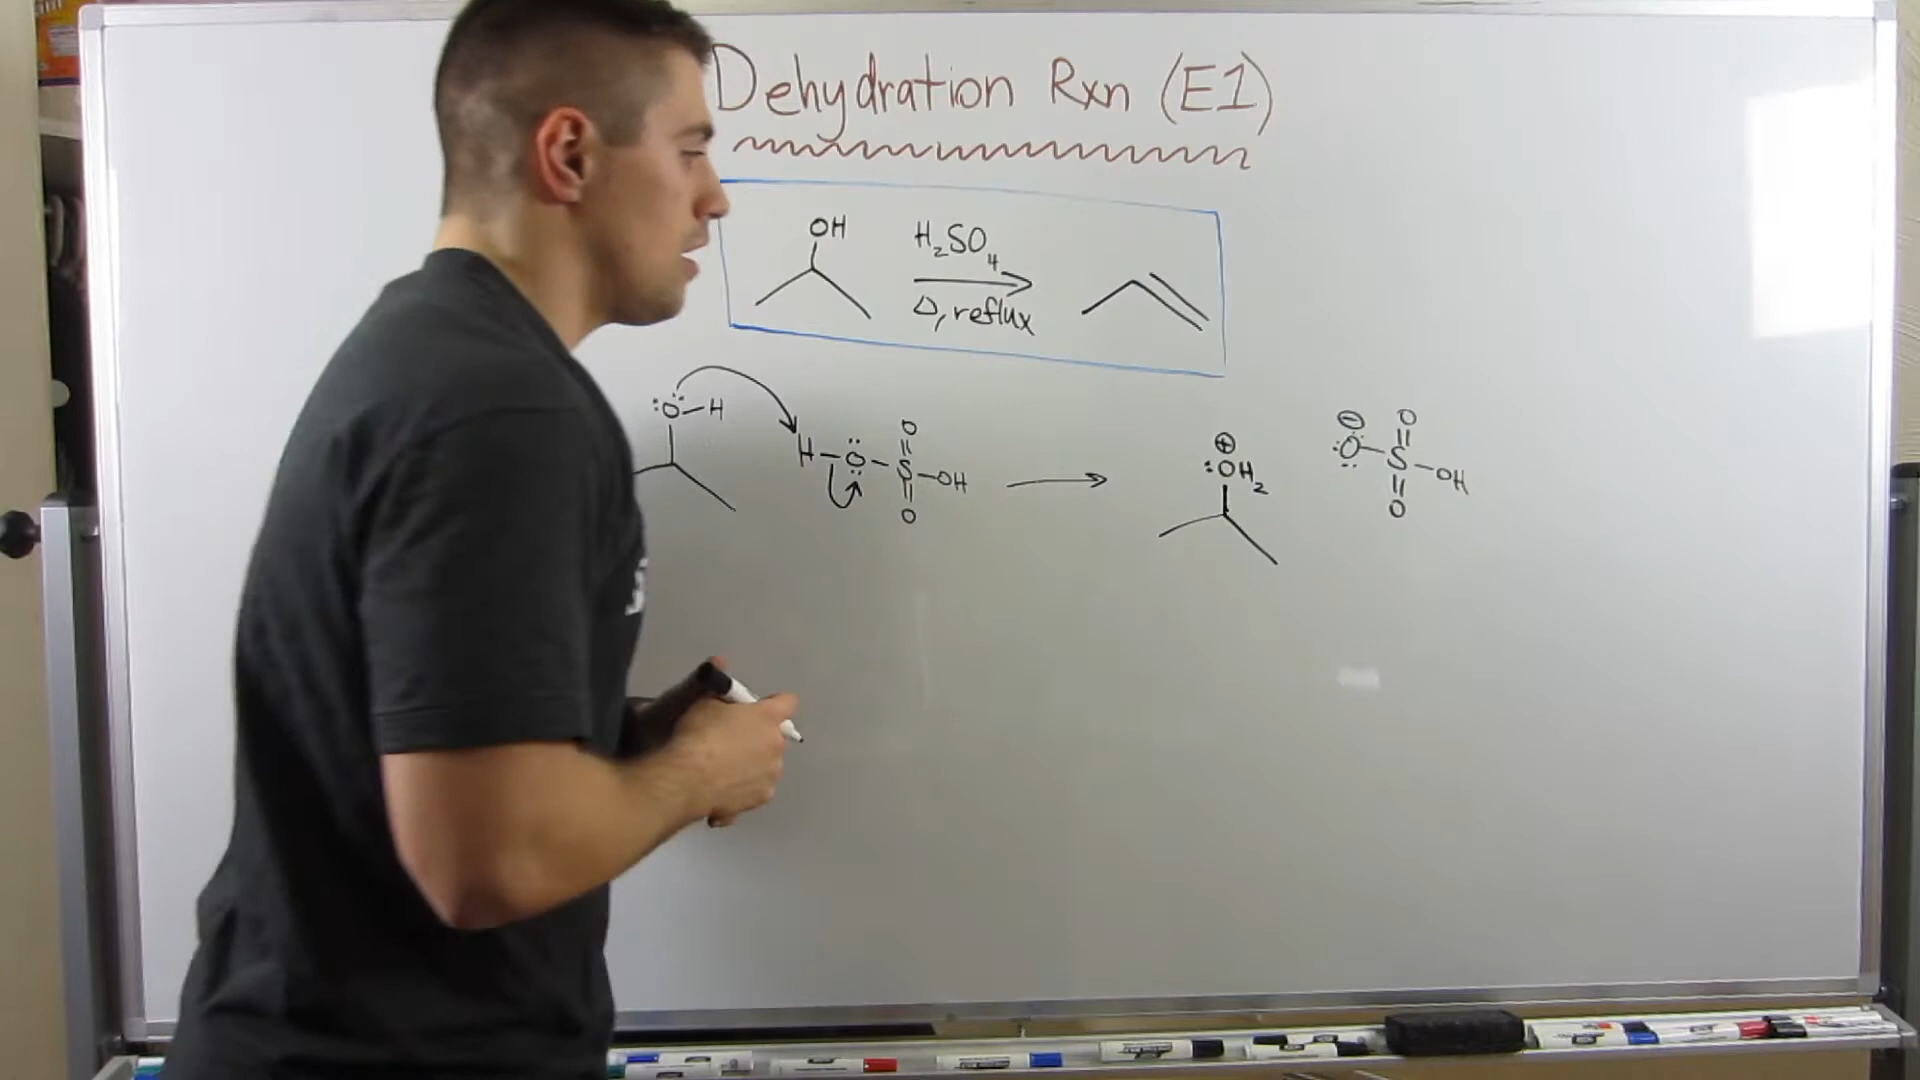 Dehydration Rxn (E1)
OH
H₂SO₄
Δ, reflux
:Ö-H
H-Ö-S-OH
O
O
⊕
:OH₂
⊖
:Ö-S-OH
O
O